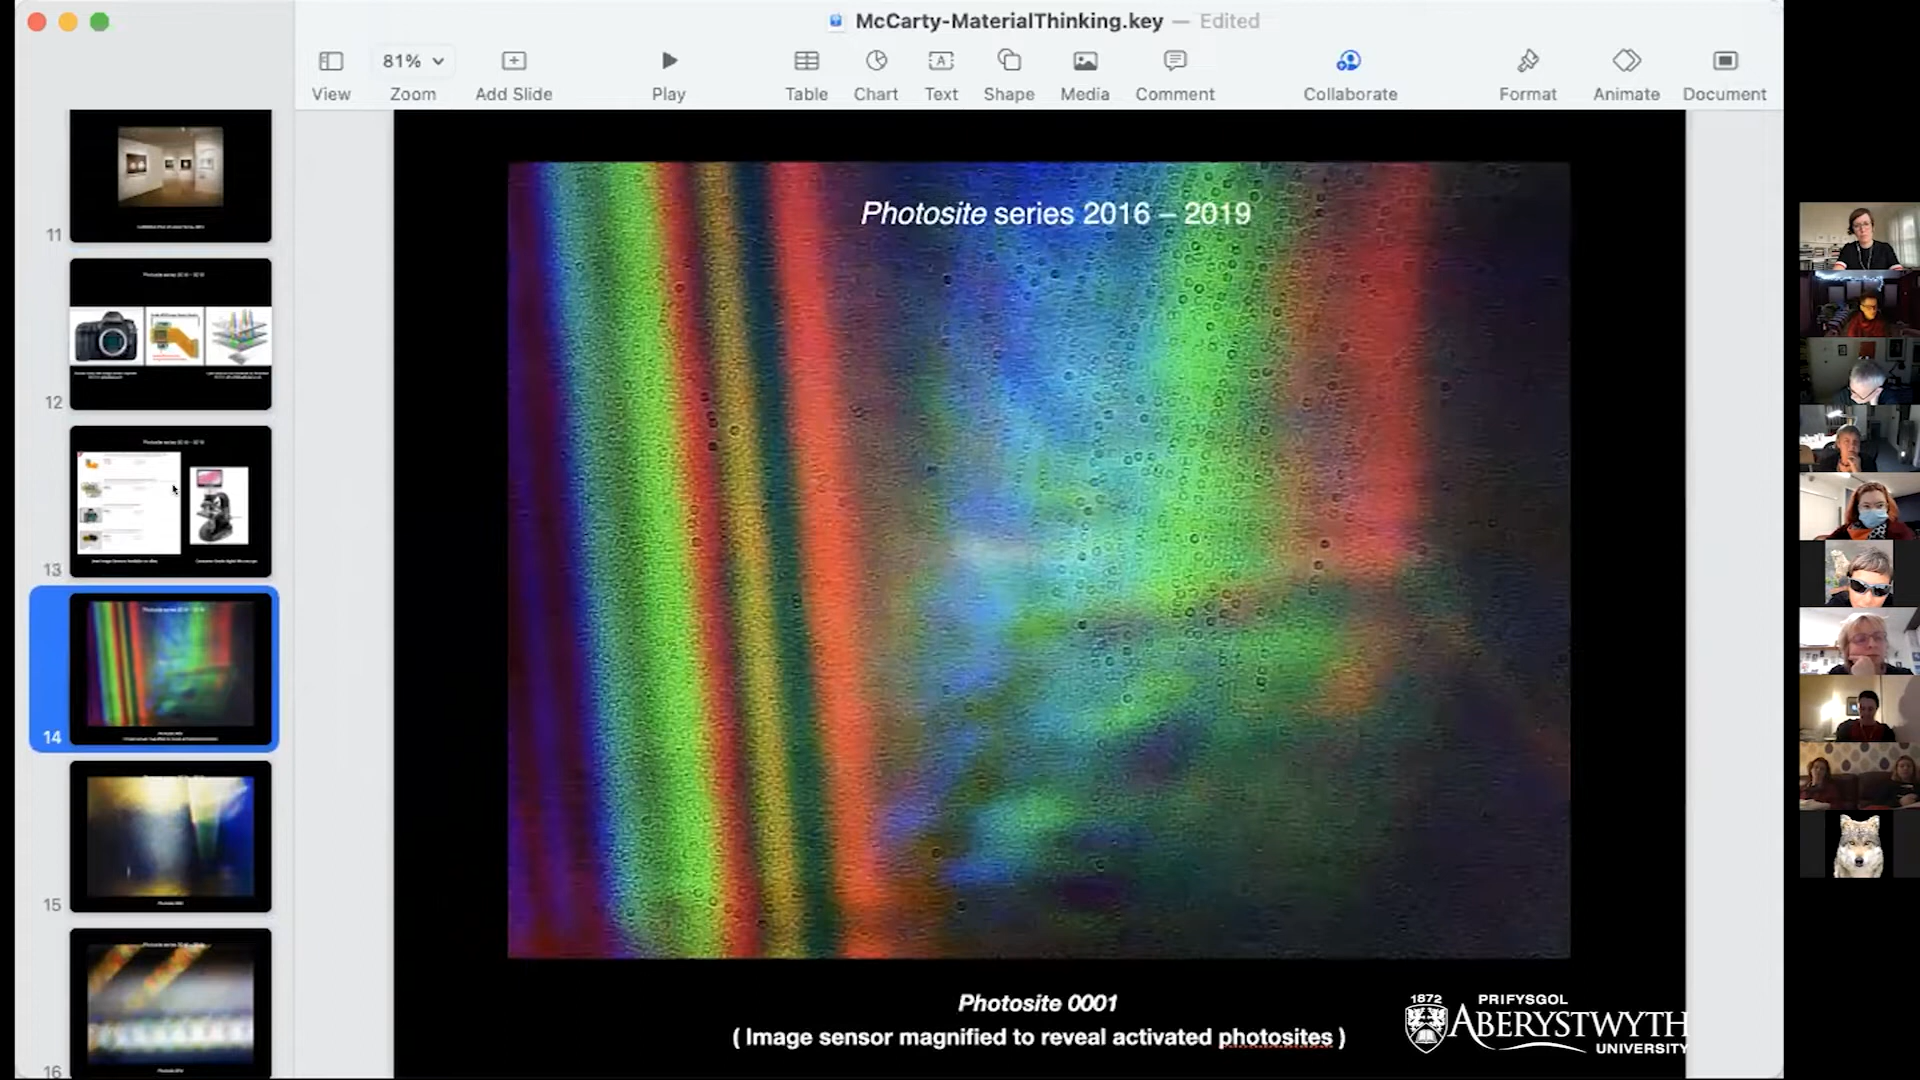 McCarty-MaterialThinking.key — Edited
81%
View
Zoom
Add Slide
Play
Table
Chart
Text
Shape
Media
Comment
Collaborate
Format
Animate
Document
11
12
13
14
15
16
Photosite series 2016 – 2019
Photosite 0001
( Image sensor magnified to reveal activated photosites )
1872
PRIFYSGOL
ABERYSTWYTH
UNIVERSITY